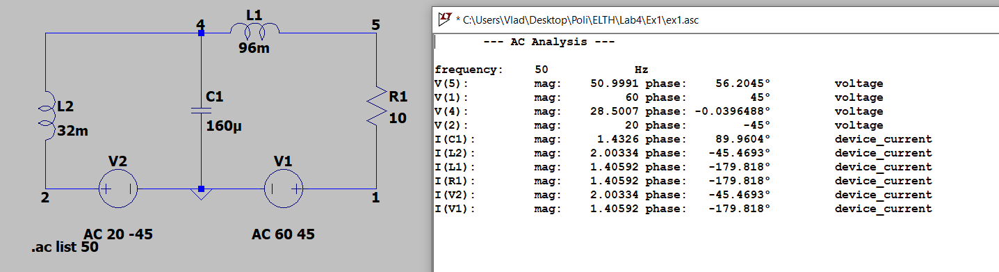 L1
4
5
96m
C1
R1
L2
10
160µ
32m
V2
V1
2
1
AC 20 -45
AC 60 45
.ac list 50
* C:\Users\Vlad\Desktop\Poli\ELTH\Lab4\Ex1\ex1.asc
--- AC Analysis ---
frequency: 50 Hz
V(5): mag: 50.9991 phase: 56.2045° voltage
V(1): mag: 60 phase: 45° voltage
V(4): mag: 28.5007 phase: -0.0396488° voltage
V(2): mag: 20 phase: -45° voltage
I(C1): mag: 1.4326 phase: 89.9604° device_current
I(L2): mag: 2.00334 phase: -45.4693° device_current
I(L1): mag: 1.40592 phase: -179.818° device_current
I(R1): mag: 1.40592 phase: -179.818° device_current
I(V2): mag: 2.00334 phase: -45.4693° device_current
I(V1): mag: 1.40592 phase: -179.818° device_current